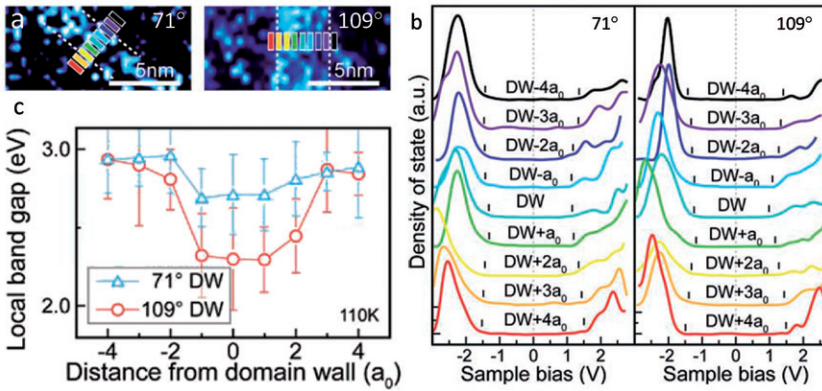 a
71°
5nm
109°
5nm
b
71°
109°
DW-4a₀
DW-3a₀
DW-2a₀
DW-a₀
DW
DW+a₀
DW+2a₀
DW+3a₀
DW+4a₀
DW-4a₀
DW-3a₀
DW-2a₀
DW-a₀
DW
DW+a₀
DW+2a₀
DW+3a₀
DW+4a₀
Density of state (a.u.)
-2 -1 0 1 2
-2 -1 0 1 2
Sample bias (V)
Sample bias (V)
c
3.0
2.0
Local band gap (eV)
71° DW
109° DW
110K
-4 -2 0 2 4
Distance from domain wall (a₀)